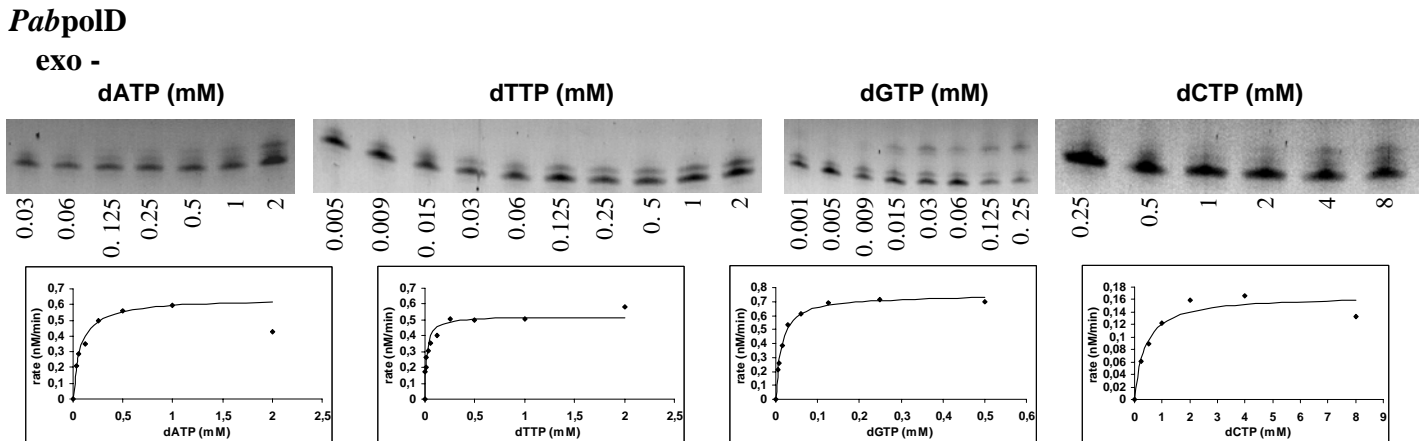 PabpolD
exo -
dATP (mM)
dTTP (mM)
dGTP (mM)
dCTP (mM)
0.03 0.06 0. 125 0.25 0.5 1 2
0.005 0.009 0. 015 0.03 0.06 0.125 0.25 0. 5 1 2
0.001 0.005 0. 009 0.015 0.03 0.06 0.125 0. 25
0.25 0.5 1 2 4 8
rate (nM/min)
0,7
0,6
0,5
0,4
0,3
0,2
0,1
0
0 0,5 1 1,5 2 2,5
dATP (mM)
rate (nM/min)
0,7
0,6
0,5
0,4
0,3
0,2
0,1
0
0 0,5 1 1,5 2 2,5
dTTP (mM)
rate (nM/min)
0,8
0,7
0,6
0,5
0,4
0,3
0,2
0,1
0
0 0,1 0,2 0,3 0,4 0,5 0,6
dGTP (mM)
rate (nM/min)
0,18
0,16
0,14
0,12
0,1
0,08
0,06
0,04
0,02
0
0 1 2 3 4 5 6 7 8 9
dCTP (mM)